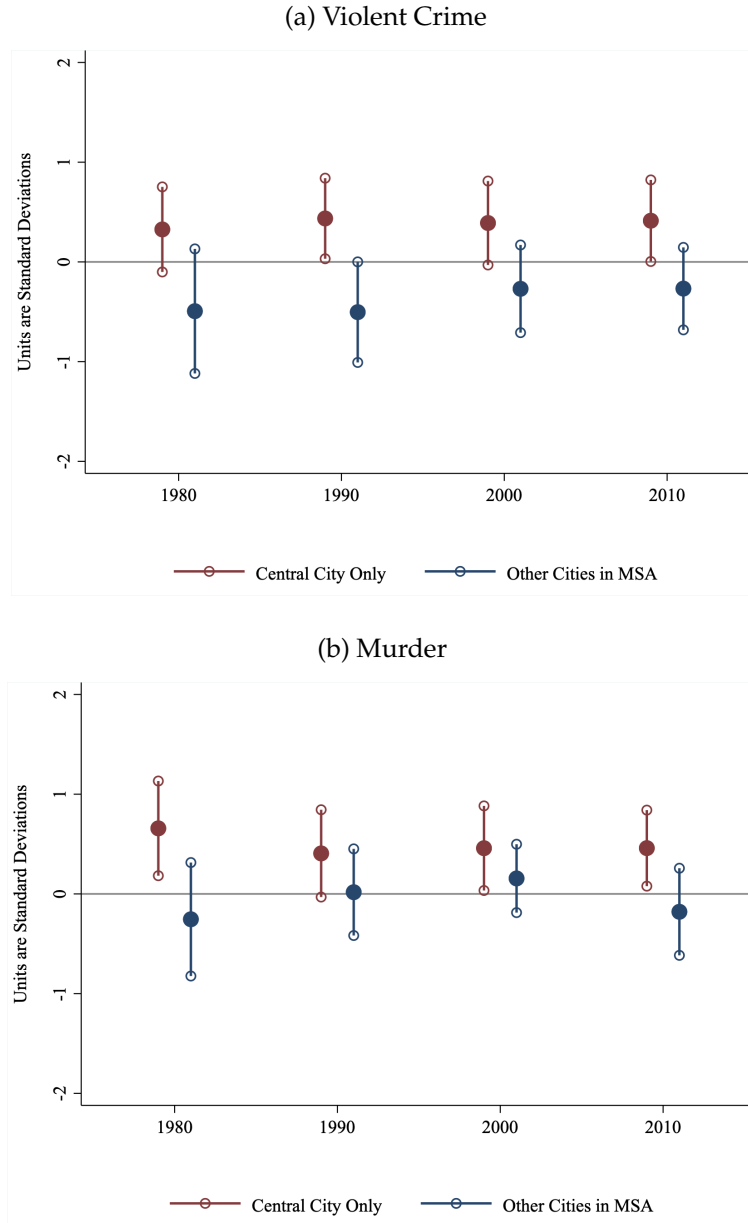 (a) Violent Crime
2
1
0
-1
-2
Units are Standard Deviations
1980 1990 2000 2010
Central City Only Other Cities in MSA
(b) Murder
2
1
0
-1
-2
Units are Standard Deviations
1980 1990 2000 2010
Central City Only Other Cities in MSA